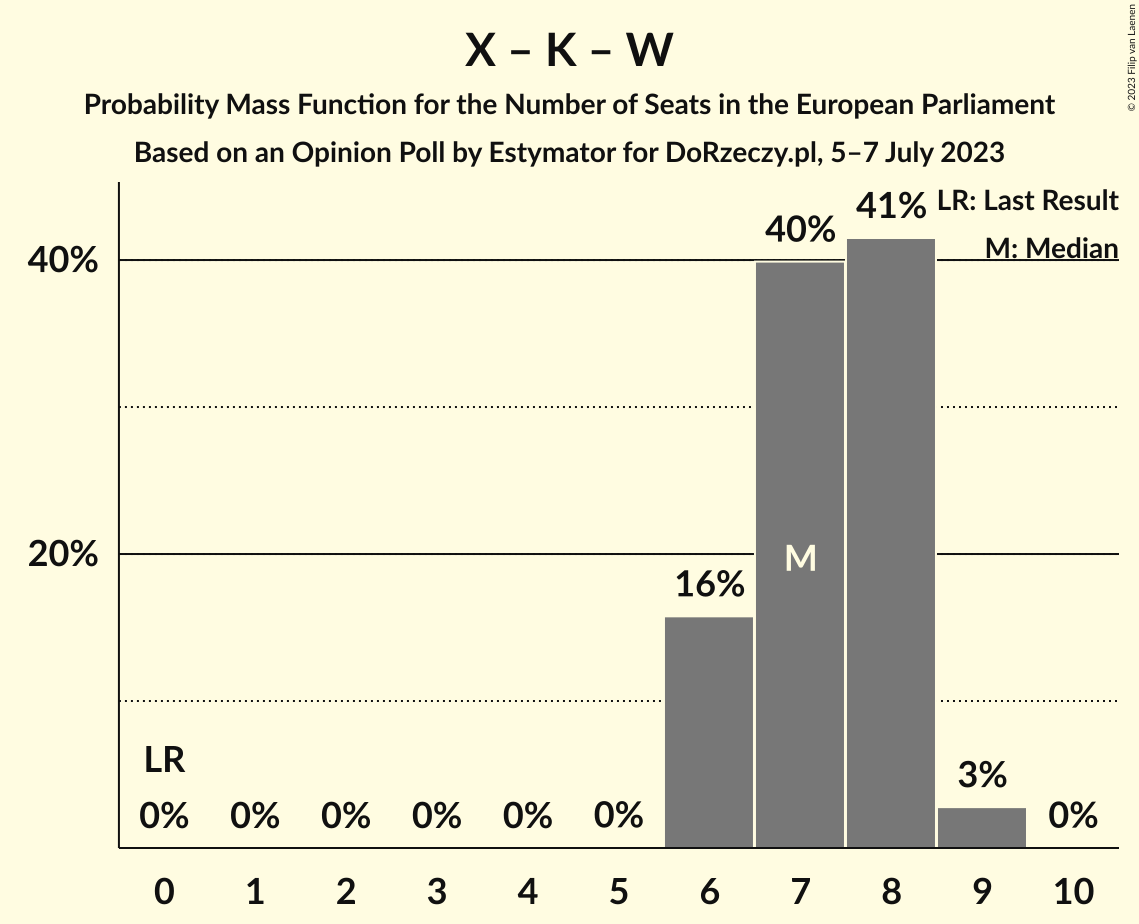 X – K – W
Probability Mass Function for the Number of Seats in the European Parliament
Based on an Opinion Poll by Estymator for DoRzeczy.pl, 5–7 July 2023
© 2023 Filip van Laenen
LR: Last Result
M: Median
40%
20%
LR
0%
0%
0%
0%
0%
0%
16%
40%
M
41%
3%
0%
0 1 2 3 4 5 6 7 8 9 10